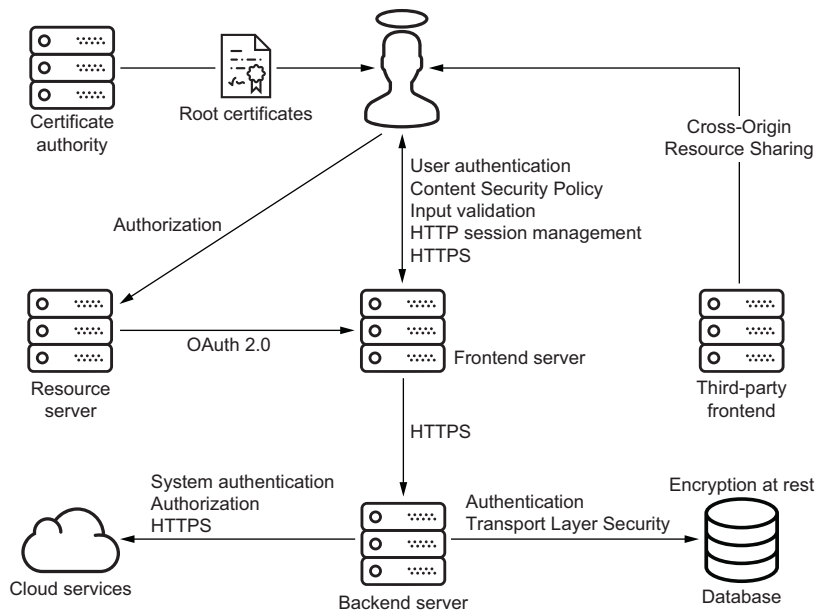 Certificate
authority
Root certificates
Cross-Origin
Resource Sharing
User authentication
Content Security Policy
Input validation
HTTP session management
HTTPS
Authorization
OAuth 2.0
Resource
server
Frontend server
Third-party
frontend
HTTPS
System authentication
Authorization
HTTPS
Authentication
Transport Layer Security
Encryption at rest
Cloud services
Backend server
Database